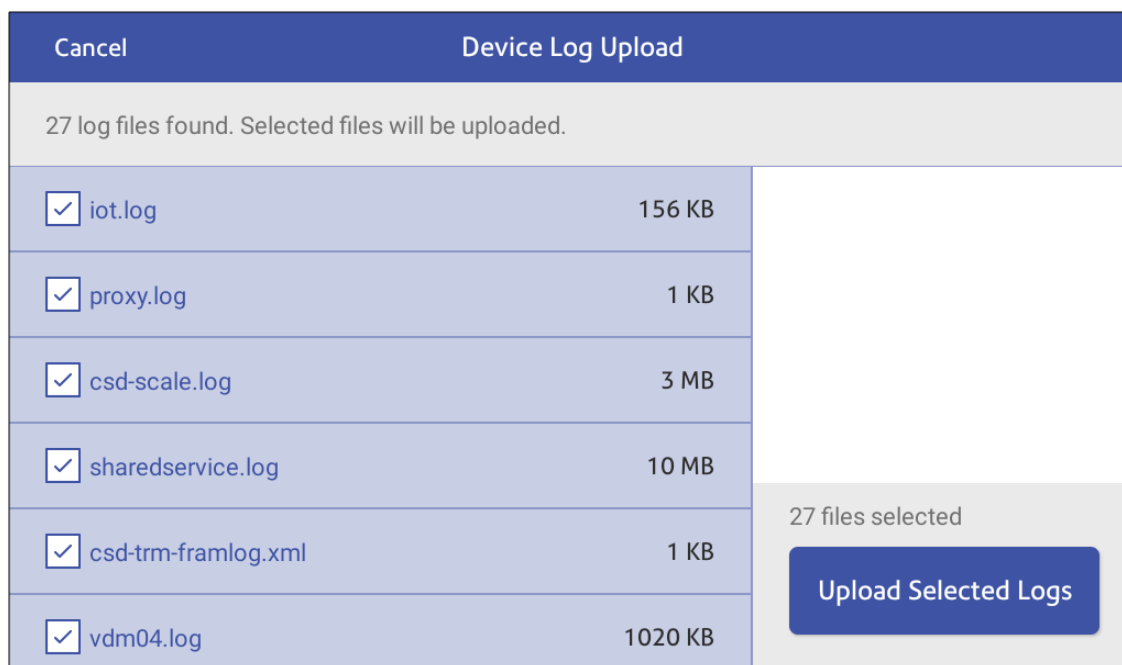 Cancel
Device Log Upload
27 log files found. Selected files will be uploaded.
iot.log 156 KB
proxy.log 1 KB
csd-scale.log 3 MB
sharedservice.log 10 MB
csd-trm-framlog.xml 1 KB
vdm04.log 1020 KB
27 files selected
Upload Selected Logs